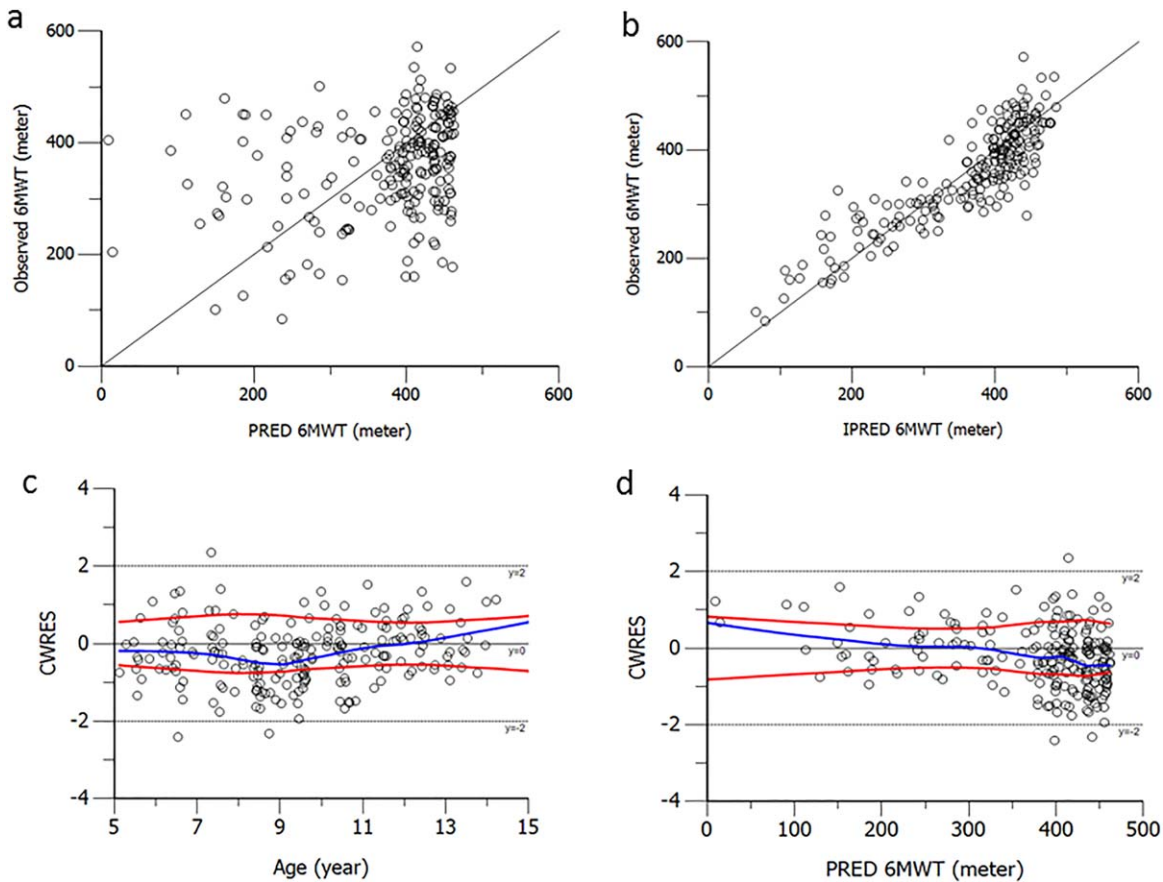 a
600
400
200
0
Observed 6MWT (meter)
0 200 400 600
PRED 6MWT (meter)
b
600
400
200
0
Observed 6MWT (meter)
0 200 400 600
IPRED 6MWT (meter)
c
4
2
0
-2
-4
CWRES
y=2
y=0
y=-2
5 7 9 11 13 15
Age (year)
d
4
2
0
-2
-4
CWRES
y=2
y=0
y=-2
0 100 200 300 400 500
PRED 6MWT (meter)